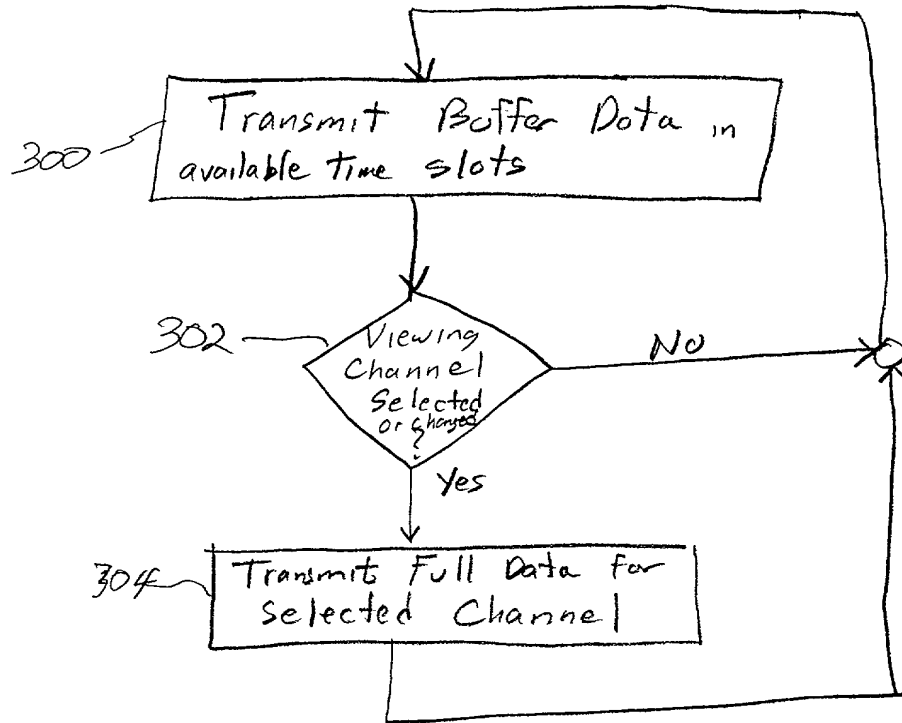 Transmit Buffer Data in
available Time slots
300
302
Viewing
Channel
Selected
or changed
?
No
Yes
304
Transmit Full Data for
Selected Channel